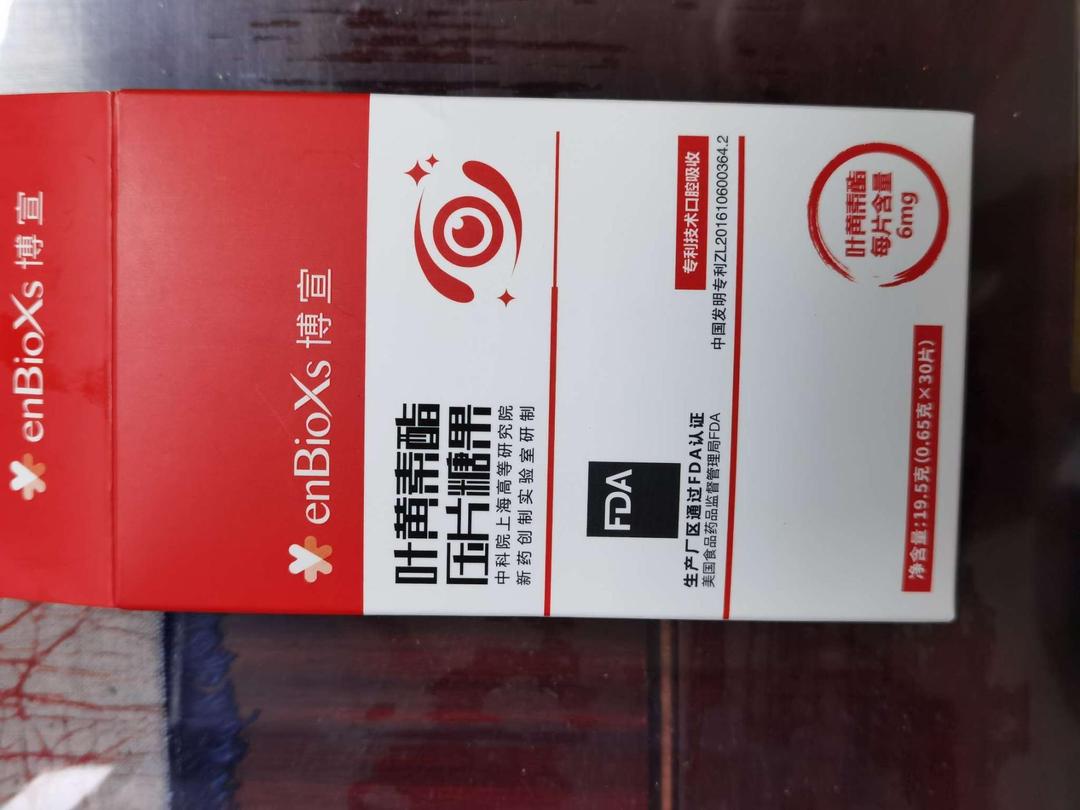 enBioXs 博宣
enBioXs 博宣
叶黄素酯
压片糖果
中科院上海高等研究院
新药创制实验室研制
FDA
生产厂区通过FDA认证
美国食品药品监督管理局FDA
专利技术口腔吸收
中国发明专利ZL201610600364.2
净含量:19.5克(0.65克×30片)
叶黄素酯
每片含量
6mg